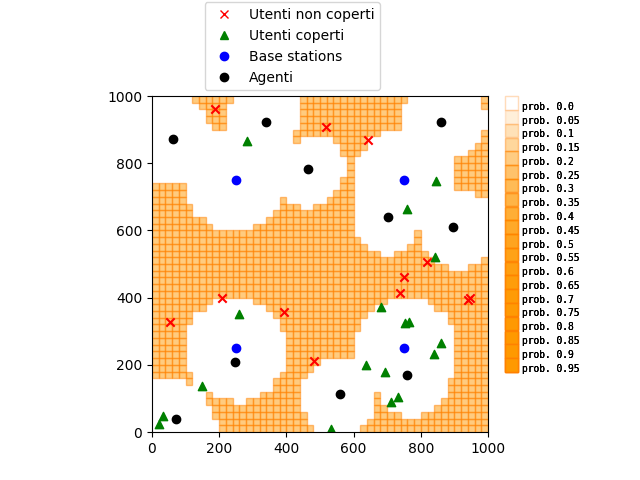 Utenti non coperti
Utenti coperti
Base stations
Agenti
1000
800
600
400
200
0
0
200
400
600
800
1000
prob. 0.0
prob. 0.05
prob. 0.1
prob. 0.15
prob. 0.2
prob. 0.25
prob. 0.3
prob. 0.35
prob. 0.4
prob. 0.45
prob. 0.5
prob. 0.55
prob. 0.6
prob. 0.65
prob. 0.7
prob. 0.75
prob. 0.8
prob. 0.85
prob. 0.9
prob. 0.95